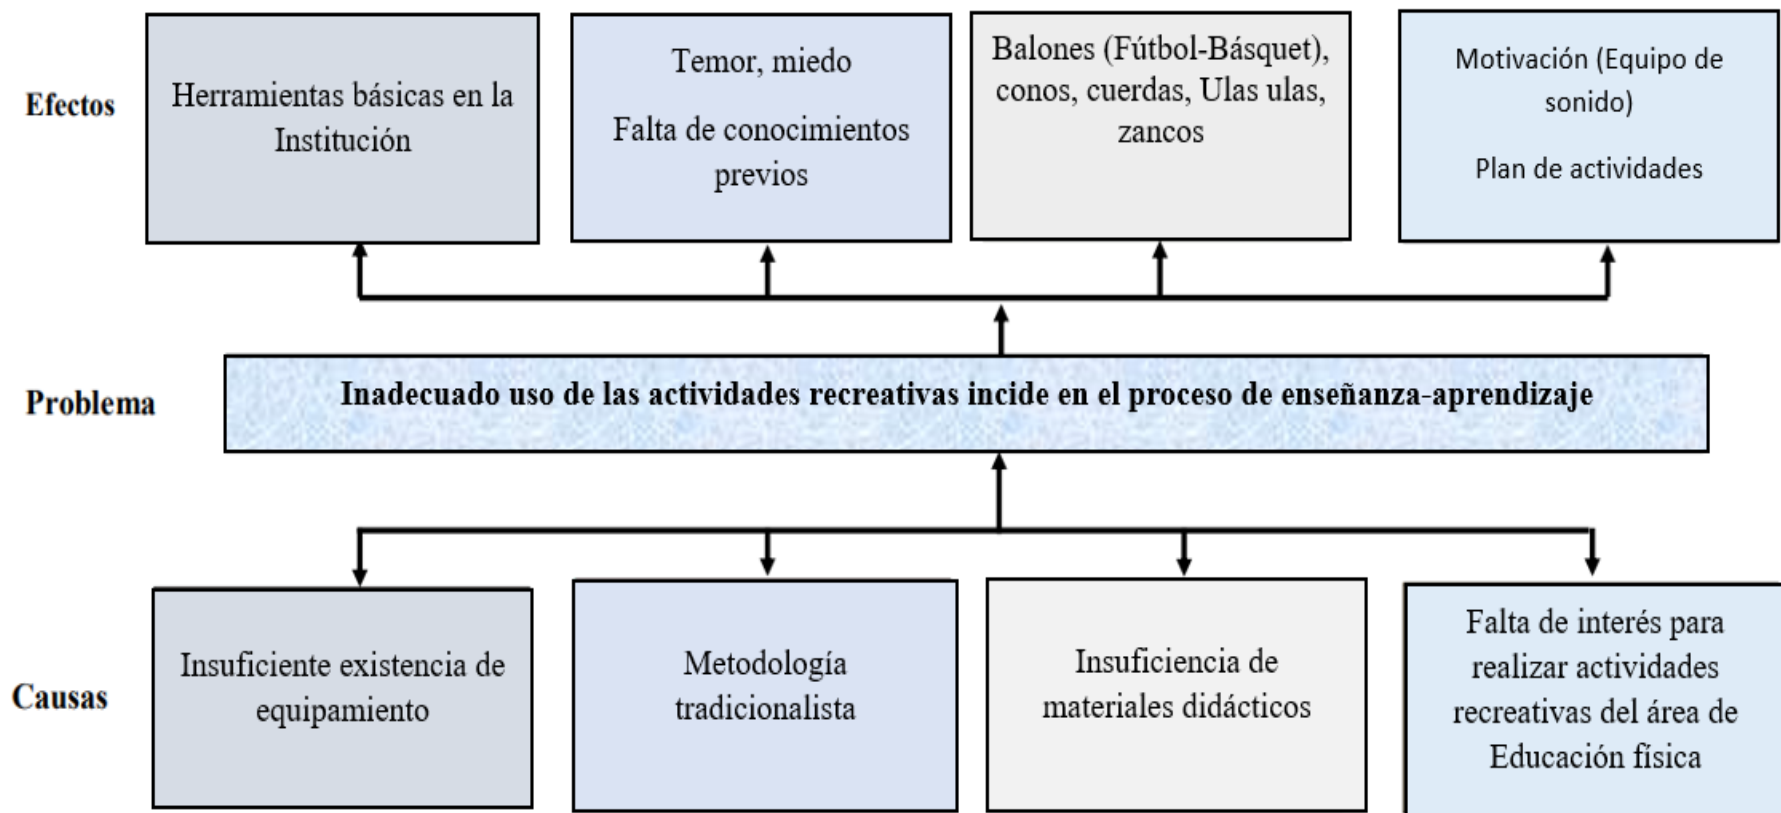 Efectos
Herramientas básicas en la
Institución
Temor, miedo
Falta de conocimientos
previos
Balones (Fútbol-Básquet),
conos, cuerdas, Ulas ulas,
zancos
Motivación (Equipo de
sonido)
Plan de actividades
Problema
Inadecuado uso de las actividades recreativas incide en el proceso de enseñanza-aprendizaje
Causas
Insuficiente existencia de
equipamiento
Metodología
tradicionalista
Insuficiencia de
materiales didácticos
Falta de interés para
realizar actividades
recreativas del área de
Educación física